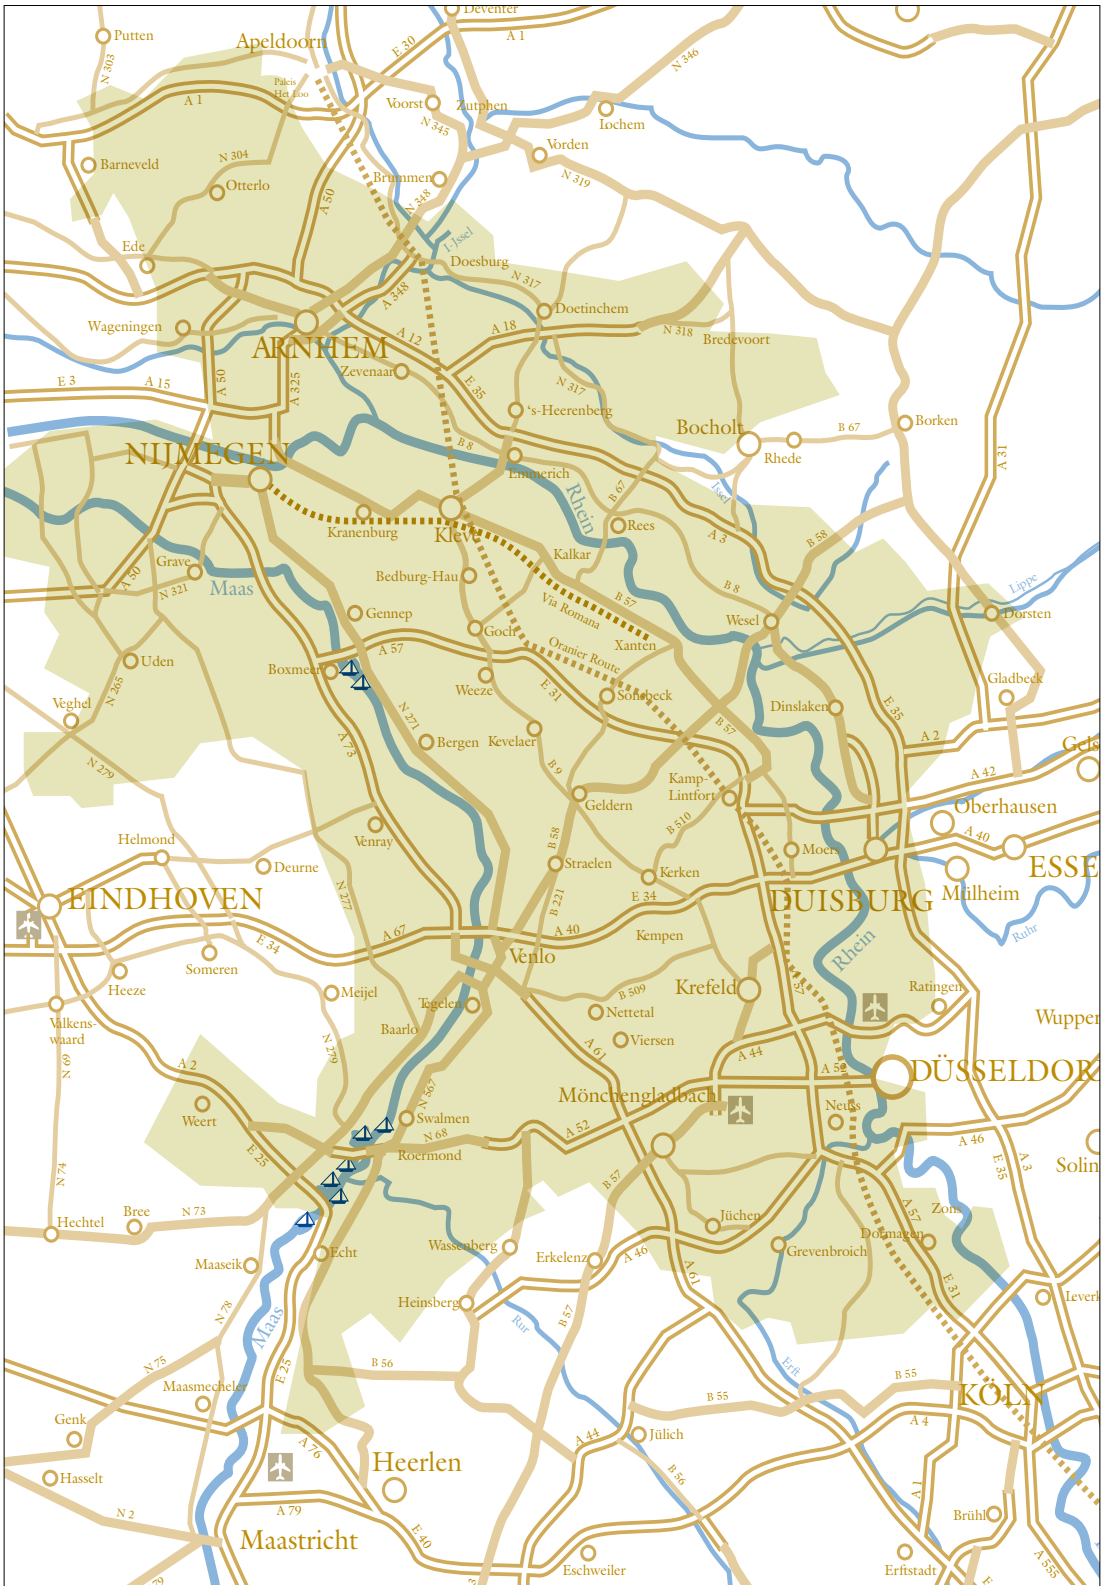 Deventer
Putten
A 1
Apeldoorn
E 30
N 346
N 303
Paleis
Het Loo
A 1
Voorst
Zutphen
Lochem
N 345
Vorden
Barneveld
N 304
Otterlo
Brummen
N 319
A 50
N 348
Ede
I-Jssel
Doesburg
N 317
A 348
Doetinchem
Wageningen
ARNHEM
A 12
A 18
N 318
Bredevoort
Zevenaar
E 3
A 15
A 50
A 325
E 35
N 317
's-Heerenberg
Bocholt
B 67
Borken
Rhede
NIJMEGEN
B 8
Emmerich
A 31
Rhein
B 67
Issel
Kranenburg
Kleve
Rees
A 3
B 58
Kalkar
Grave
A 50
N 321
Maas
Bedburg-Hau
Via Romana
B 57
B 8
Lippe
Gennep
Goch
Wesel
Dorsten
Xanten
Oranier Route
Uden
Boxmeer
A 57
N 265
Weeze
E 31
Sonsbeck
Gladbeck
Veghel
Dinslaken
E 35
N 271
B 57
A 73
Bergen
Kevelaer
A 2
Gels
N 279
B 9
Kamp-
Lintfort
A 42
Geldern
Oberhausen
B 510
Helmond
Venray
B 58
A 40
Moers
Deurne
Straelen
Kerken
ESSE
Mülheim
EINDHOVEN
N 277
B 221
E 34
DUISBURG
E 34
A 67
A 40
Kempen
Ruhr
Venlo
Rhein
Someren
Heeze
Meijel
Tegelen
B 509
Krefeld
A 57
Ratingen
Valkens-
waard
Baarlo
Nettetal
Wupper
N 279
A 61
Viersen
A 44
N 69
A 2
N 567
A 52
DÜSSELDOR
Mönchengladbach
Weert
Swalmen
Neuss
N 68
A 52
A 46
E 25
Roermond
E 35
A 3
N 74
B 57
Solin
Bree
N 73
Jüchen
A 57
Zons
Hechtel
Wassenberg
Erkelenz
A 46
Grevenbroich
Dormagen
Maaseik
Echt
A 61
E 31
Heinsberg
Leverk
N 78
Maas
Rur
B 57
N 75
E 25
B 56
Erft
Maasmecheler
B 55
B 55
KÖLN
Genk
A 44
A 4
Jülich
A 76
Heerlen
Hasselt
B 56
A 1
A 79
N 2
Brühl
Maastricht
E 40
A 555
Eschweiler
Erftstadt